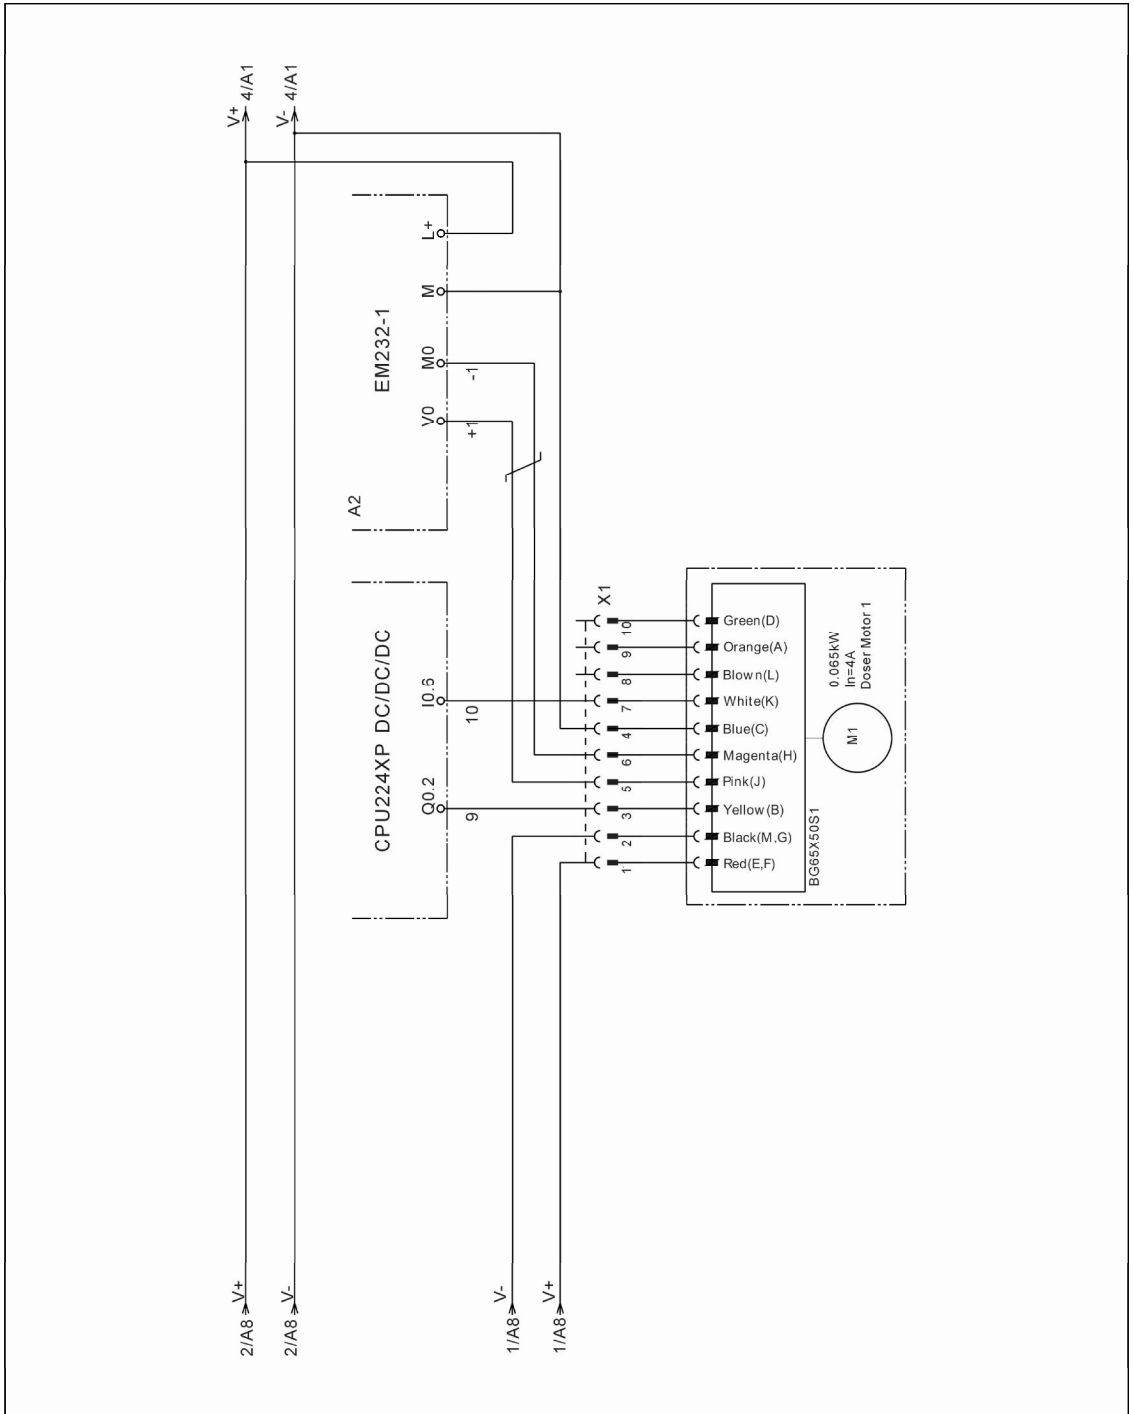 V+ 4/A1
V- 4/A1
L+
M
M0
V0
-1
+1
EM232-1
A2
CPU224XP DC/DC/DC
I0.3
Q0.2
10
9
X1
10
9
8
7
4
6
5
3
2
1
Green(D)
Orange(A)
Blown(L)
White(K)
Blue(C)
Magenta(H)
Pink(J)
Yellow(B)
Black(M,G)
Red(E,F)
BG65X50S1
0.065kW
In=4A
Doser Motor 1
M1
2/A8 V+
2/A8 V-
1/A8 V-
1/A8 V+